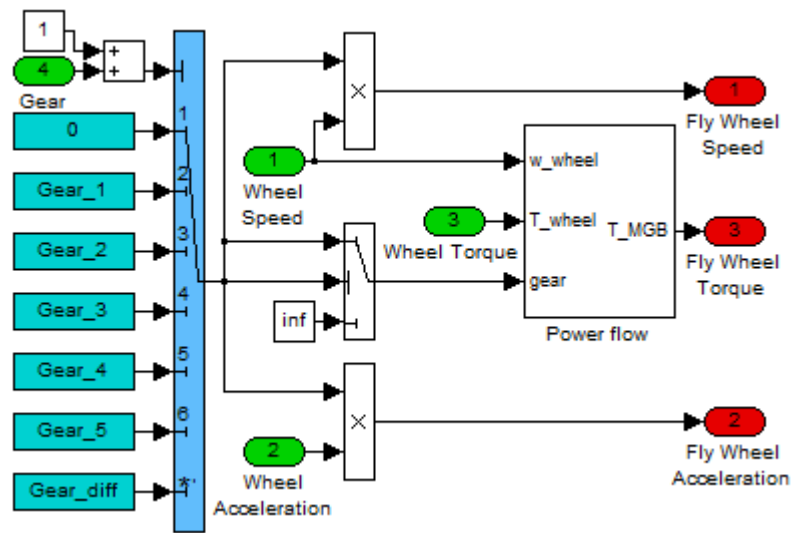 1
+
+
4
Gear
0
Gear_1
Gear_2
Gear_3
Gear_4
Gear_5
Gear_diff
1
2
3
4
5
6
*,
×
1
Wheel
Speed
3
Wheel Torque
inf
×
2
Wheel
Acceleration
w_wheel
T_wheel
gear
T_MGB
Power flow
1
Fly Wheel
Speed
3
Fly Wheel
Torque
2
Fly Wheel
Acceleration